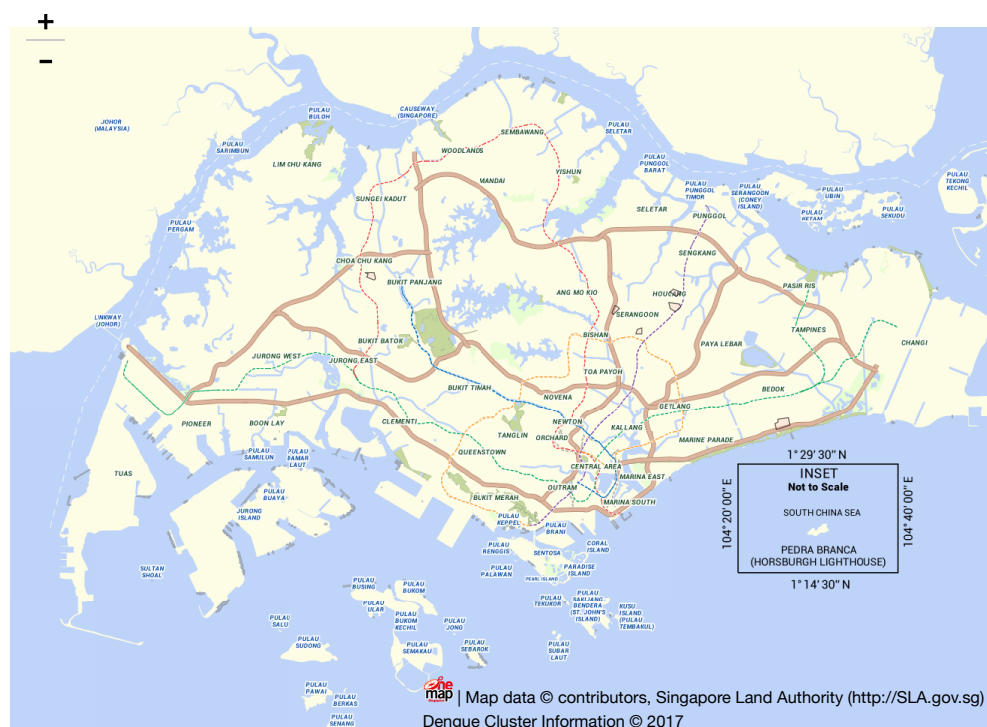 +
−
JOHOR
(MALAYSIA)
PULAU
SARIMBUN
PULAU
BULOH
CAUSEWAY
(SINGAPORE)
SEMBAWANG
PULAU
SELETAR
LIM CHU KANG
WOODLANDS
MANDAI
YISHUN
PULAU
PUNGGOL
BARAT
PULAU
PUNGGOL
TIMOR
PULAU
SERANGOON
(CONEY
ISLAND)
PULAU
UBIN
PULAU
KETAM
PULAU
SEKUDU
PULAU
TEKONG
KECHIL
PULAU
PERGAM
SUNGEI KADUT
SELETAR
PUNGGOL
CHOA CHU KANG
BUKIT PANJANG
SENGKANG
ANG MO KIO
HOUGANG
PASIR RIS
LINKWAY
(JOHOR)
SERANGOON
BISHAN
TAMPINES
CHANGI
PAYA LEBAR
BUKIT BATOK
JURONG WEST
JURONG EAST
TOA PAYOH
BUKIT TIMAH
NOVENA
BEDOK
GEYLANG
PIONEER
BOON LAY
CLEMENTI
NEWTON
KALLANG
TANGLIN
ORCHARD
MARINE PARADE
QUEENSTOWN
CENTRAL AREA
MARINA EAST
TUAS
PULAU
SAMULUN
PULAU
DAMAR
LAUT
PULAU
BUAYA
JURONG
ISLAND
BUKIT MERAH
OUTRAM
MARINA SOUTH
PULAU
KEPPEL
PULAU
BRANI
PULAU
RENGGIS
SENTOSA
CORAL
ISLAND
PULAU
PALAWAN
PARADISE
ISLAND
PEARL ISLAND
SULTAN
SHOAL
PULAU
BUSING
PULAU
BUKOM
PULAU
ULAR
PULAU
BUKOM
KECHIL
PULAU
TEKUKOR
PULAU
SAKIJANG
BENDERA
(ST. JOHN'S
ISLAND)
KUSU
ISLAND
(PULAU
TEMBAKUL)
PULAU
SALU
PULAU
SUDONG
PULAU
JONG
PULAU
SEMAKAU
PULAU
SEBAROK
PULAU
SUBAR
LAUT
PULAU
PAWAI
PULAU
BERKAS
PULAU
SENANG
1° 29' 30" N
104° 20' 00" E
INSET
Not to Scale
SOUTH CHINA SEA
PEDRA BRANCA
(HORSBURGH LIGHTHOUSE)
104° 40' 00" E
1° 14' 30" N
one
map | Map data © contributors, Singapore Land Authority (http://SLA.gov.sg)
Dengue Cluster Information © 2017